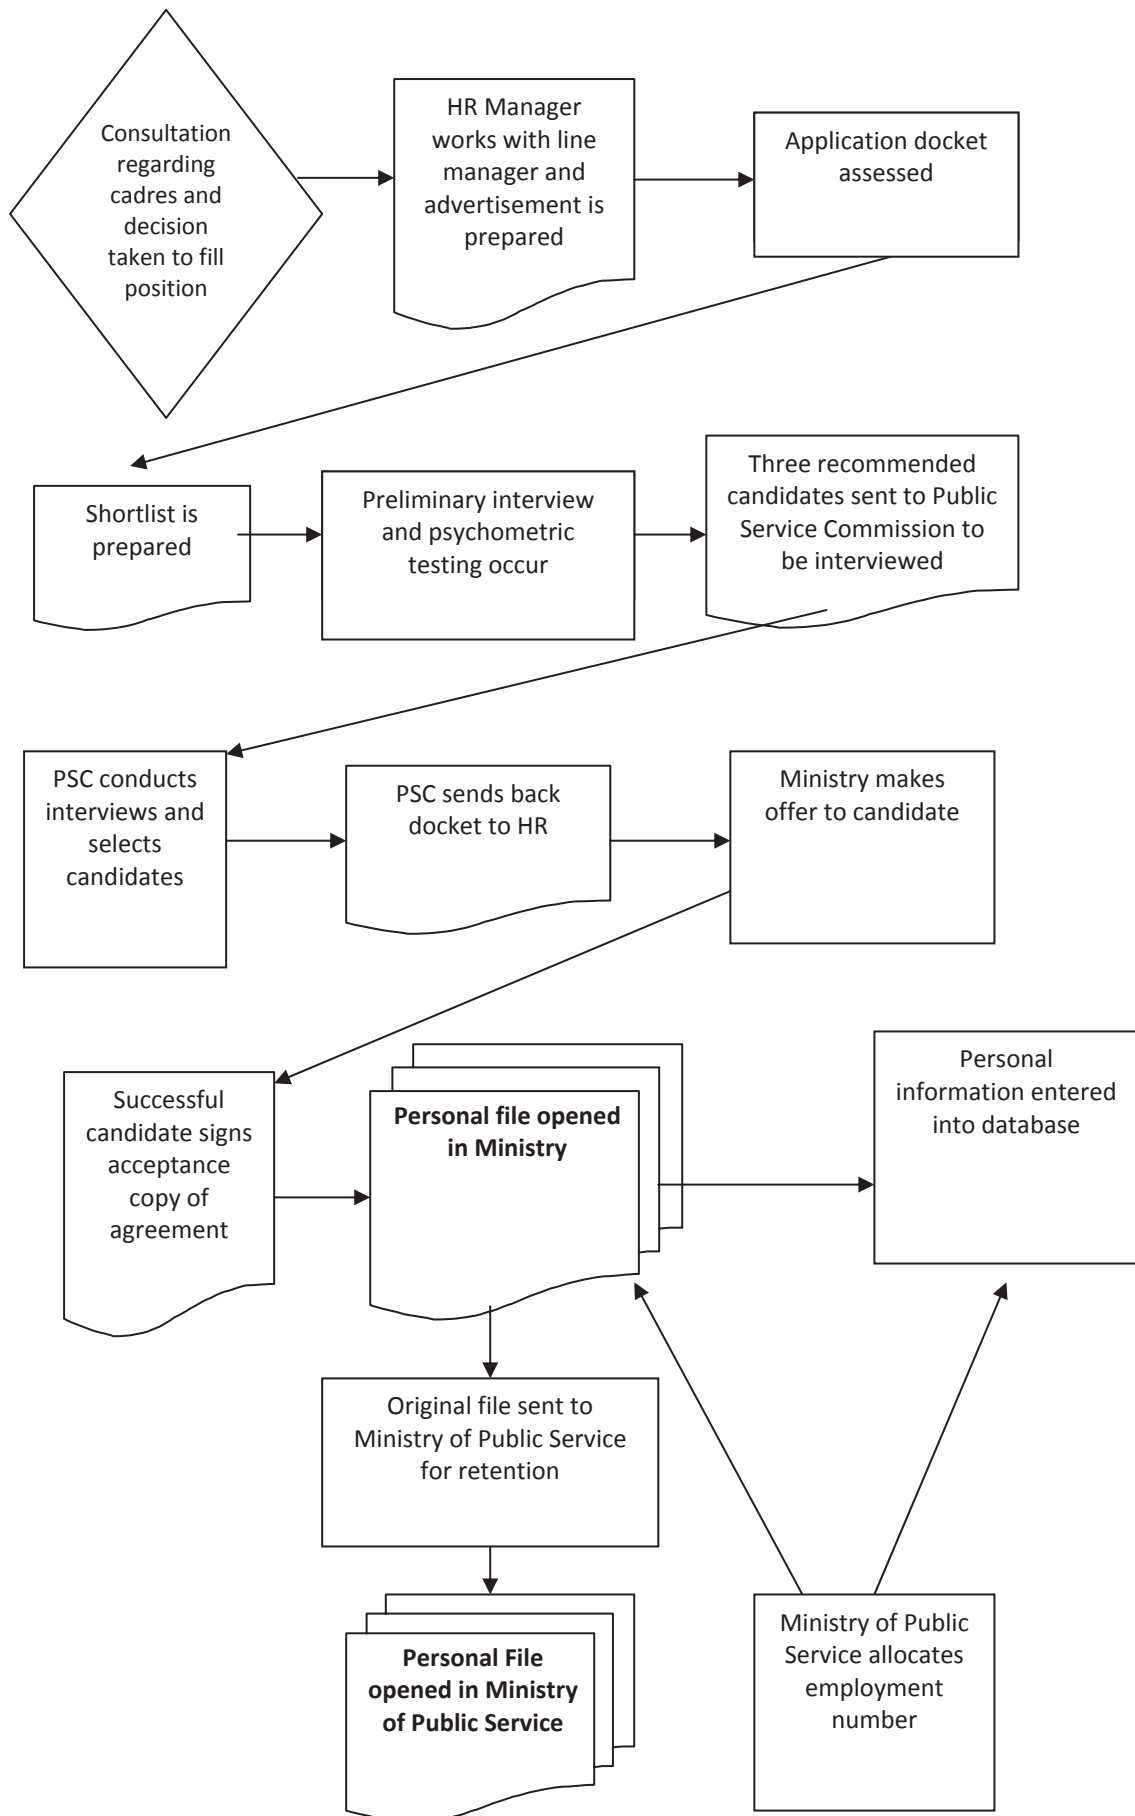 Consultation
regarding
cadres and
decision
taken to fill
position
HR Manager
works with line
manager and
advertisement is
prepared
Application docket
assessed
Shortlist is
prepared
Preliminary interview
and psychometric
testing occur
Three recommended
candidates sent to Public
Service Commission to
be interviewed
PSC conducts
interviews and
selects
candidates
PSC sends back
docket to HR
Ministry makes
offer to candidate
Successful
candidate signs
acceptance
copy of
agreement
Personal file opened
in Ministry
Personal
information entered
into database
Original file sent to
Ministry of Public Service
for retention
Personal File
opened in Ministry
of Public Service
Ministry of Public
Service allocates
employment
number